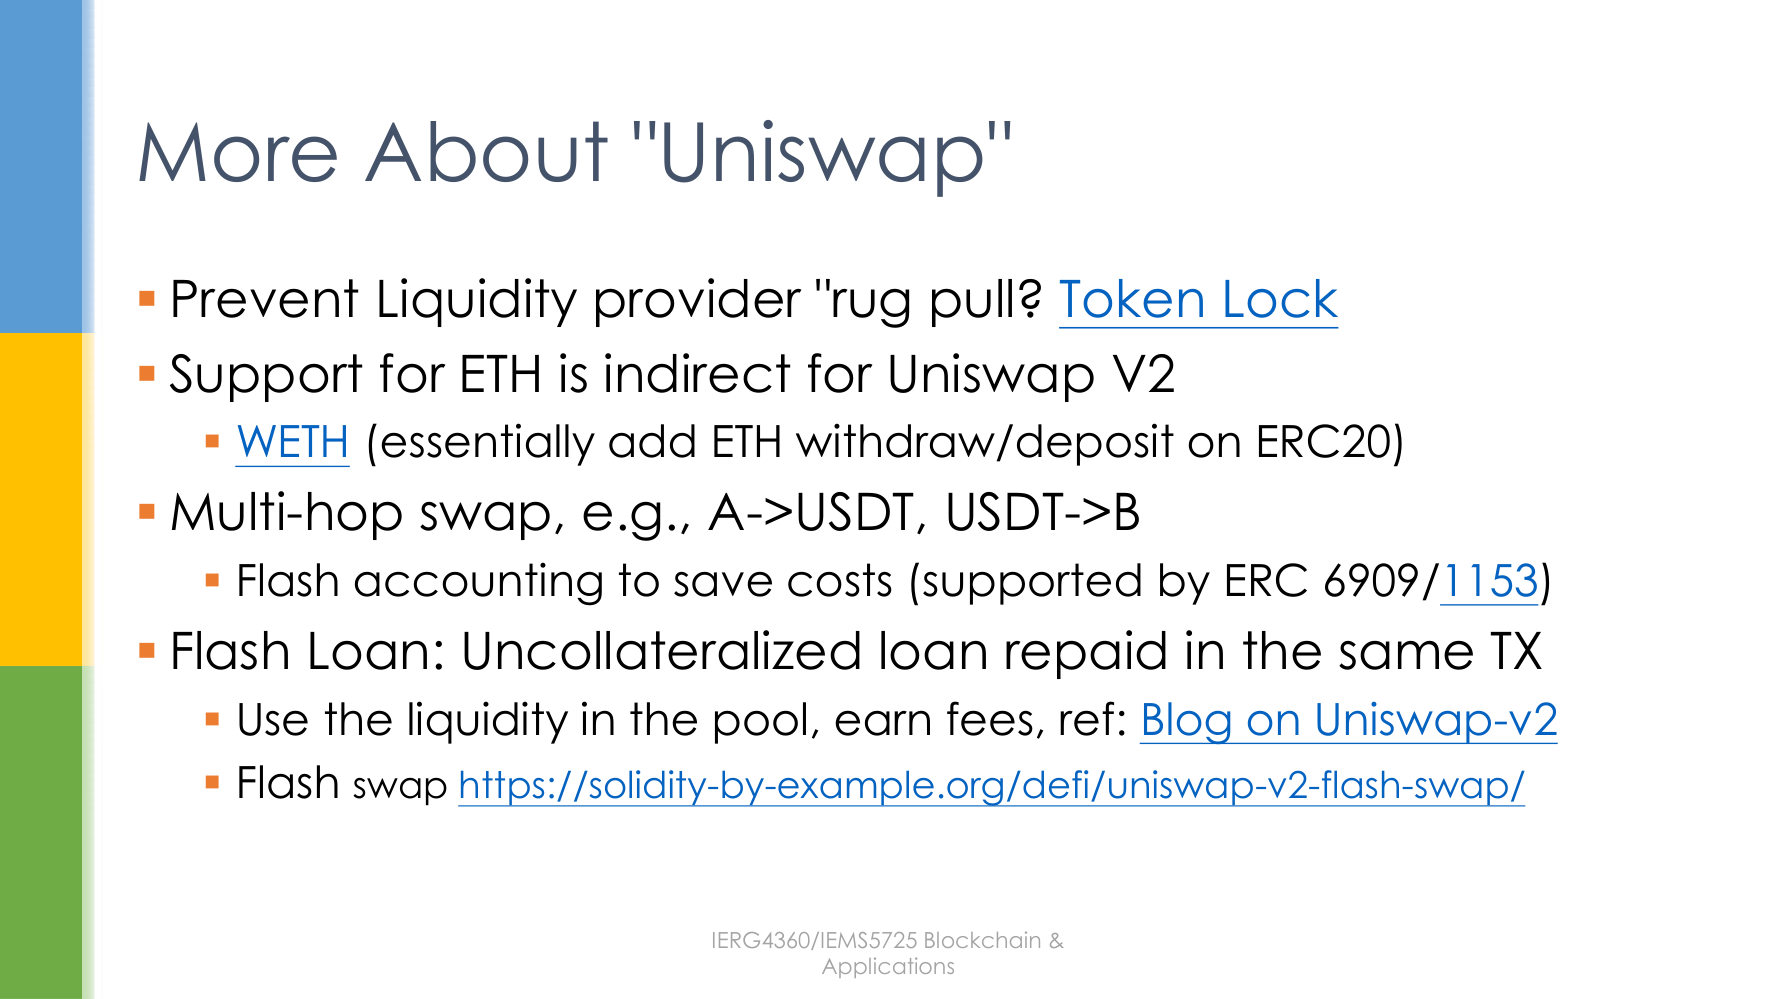 More About "Uniswap"
▪ Prevent Liquidity provider "rug pull? Token Lock
▪ Support for ETH is indirect for Uniswap V2
▪ WETH (essentially add ETH withdraw/deposit on ERC20)
▪ Multi-hop swap, e.g., A->USDT, USDT->B
▪ Flash accounting to save costs (supported by ERC 6909/1153)
▪ Flash Loan: Uncollateralized loan repaid in the same TX
▪ Use the liquidity in the pool, earn fees, ref: Blog on Uniswap-v2
▪ Flash swap https://solidity-by-example.org/defi/uniswap-v2-flash-swap/
IERG4360/IEMS5725 Blockchain &
Applications